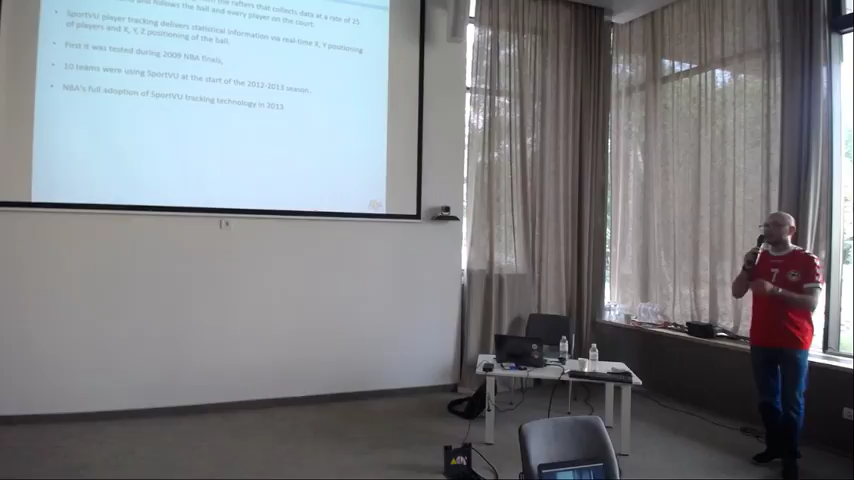 the rafters that collects data at a rate of 25
and follows the ball and every player on the court.
• SportVU player tracking delivers statistical information via real-time X, Y positioning
of players and X, Y, Z positioning of the ball.
• First it was tested during 2009 NBA finals,
• 10 teams were using SportVU at the start of the 2012-2013 season.
• NBA's full adoption of SportVU tracking technology in 2013
7